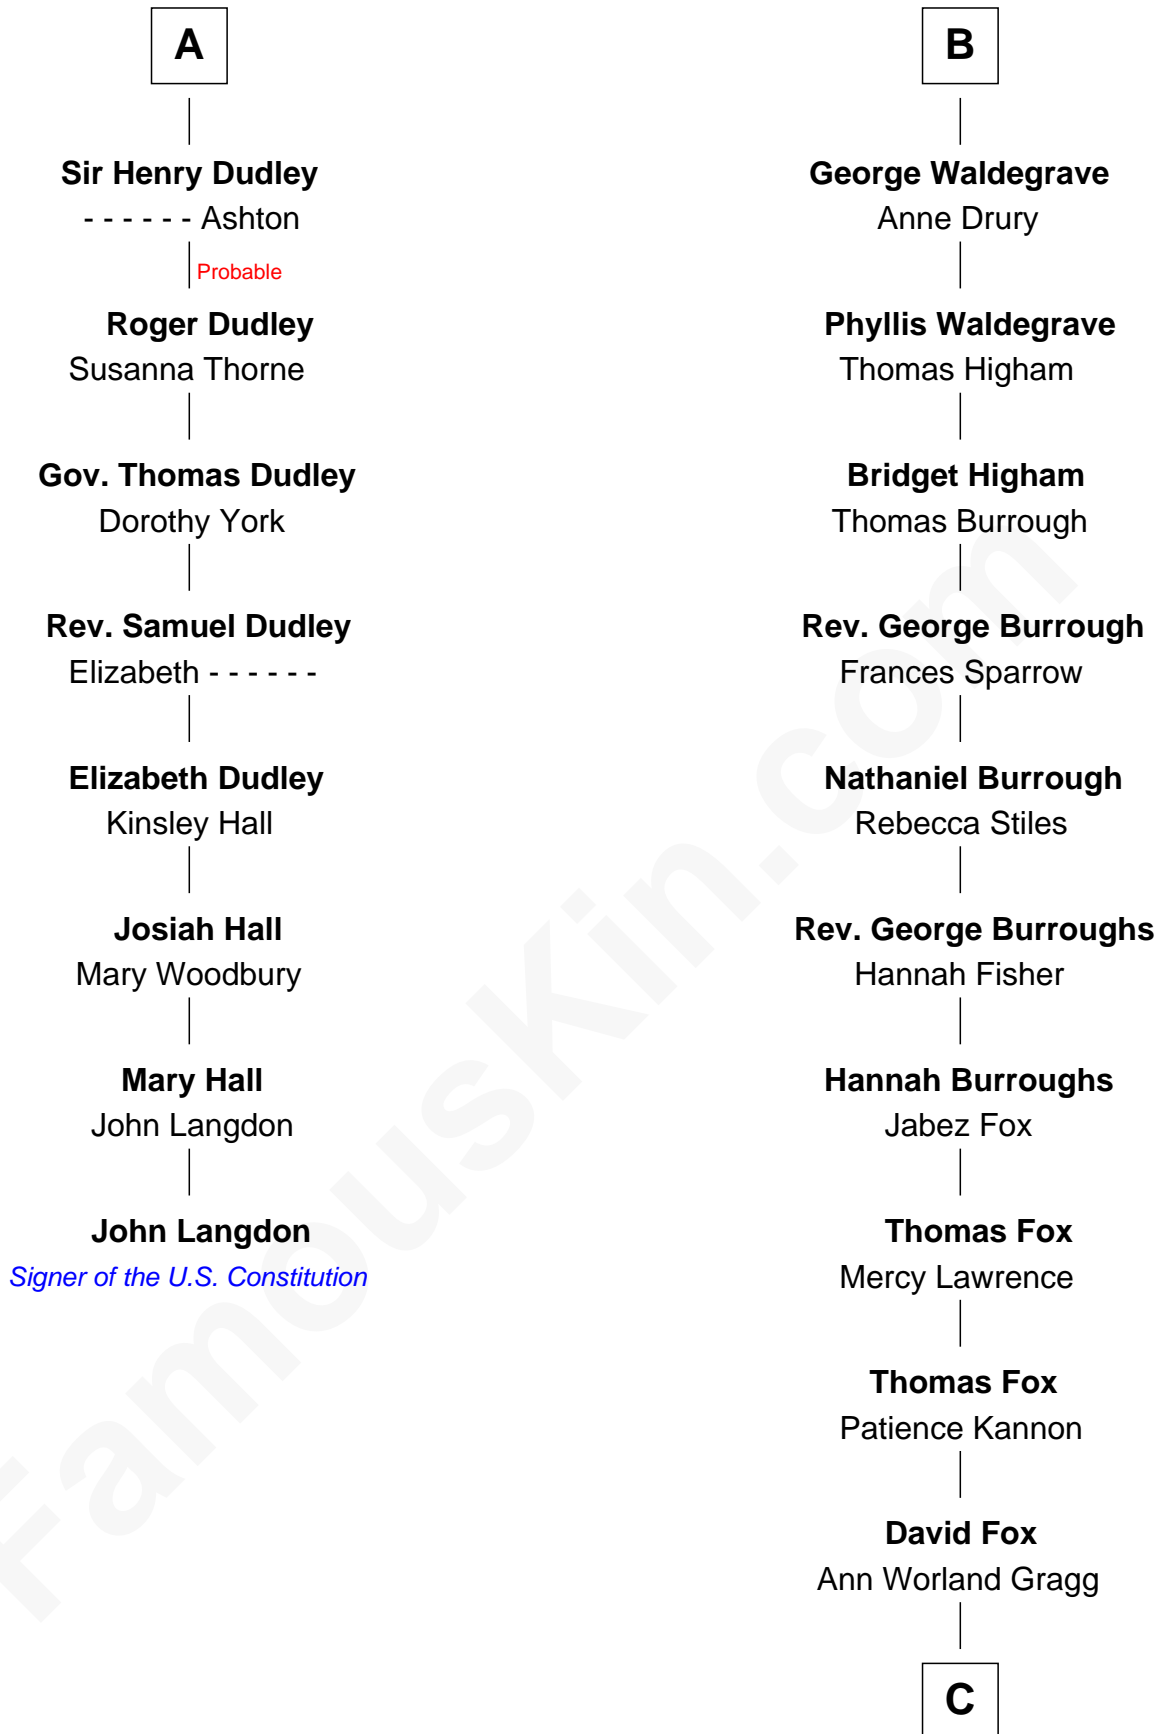 A
Sir Henry Dudley
- - - - - - Ashton
Probable
Roger Dudley
Susanna Thorne
Gov. Thomas Dudley
Dorothy York
Rev. Samuel Dudley
Elizabeth - - - - - -
Elizabeth Dudley
Kinsley Hall
Josiah Hall
Mary Woodbury
Mary Hall
John Langdon
John Langdon
Signer of the U.S. Constitution
B
George Waldegrave
Anne Drury
Phyllis Waldegrave
Thomas Higham
Bridget Higham
Thomas Burrough
Rev. George Burrough
Frances Sparrow
Nathaniel Burrough
Rebecca Stiles
Rev. George Burroughs
Hannah Fisher
Hannah Burroughs
Jabez Fox
Thomas Fox
Mercy Lawrence
Thomas Fox
Patience Kannon
David Fox
Ann Worland Gragg
C
FamousKin.com